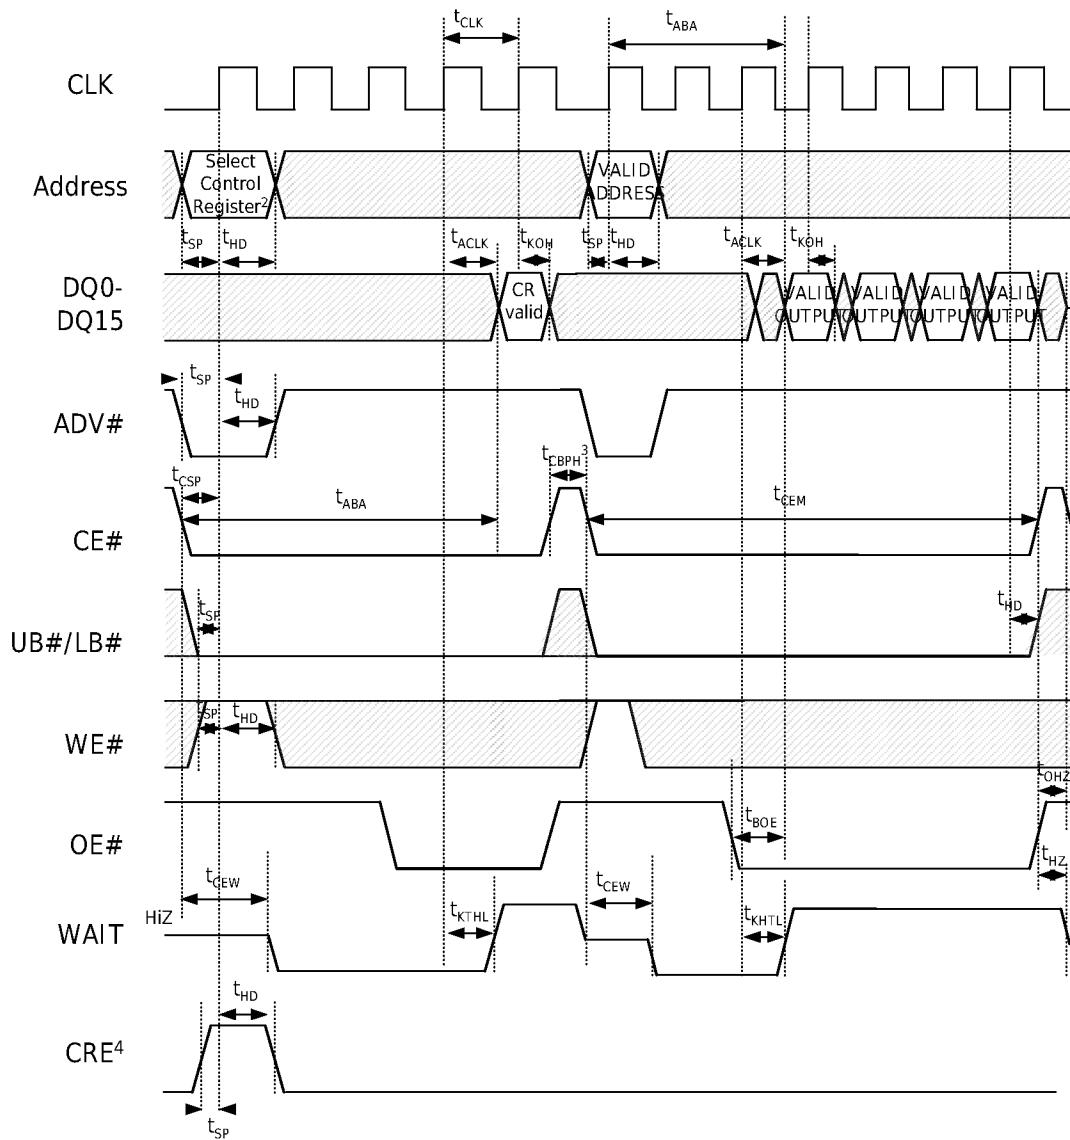 tCLK
tABA
CLK
Address
Select
Control
Register2
VALID
ADDRESS
tSP
tHD
tACLK
tKOH
tSP
tHD
tACLK
tKOH
DQ0-
DQ15
CR
valid
VALID
OUTPUT
VALID
OUTPUT
VALID
OUTPUT
VALID
OUTPUT
tSP
tHD
ADV#
tCSP
tABA
tCBPH3
tCEM
CE#
tSP
tHD
UB#/LB#
tSP
tHD
WE#
tOHZ
tBOE
OE#
tHZ
tCEW
tCEW
HiZ
tKTHL
tKHTL
WAIT
tHD
CRE4
tSP